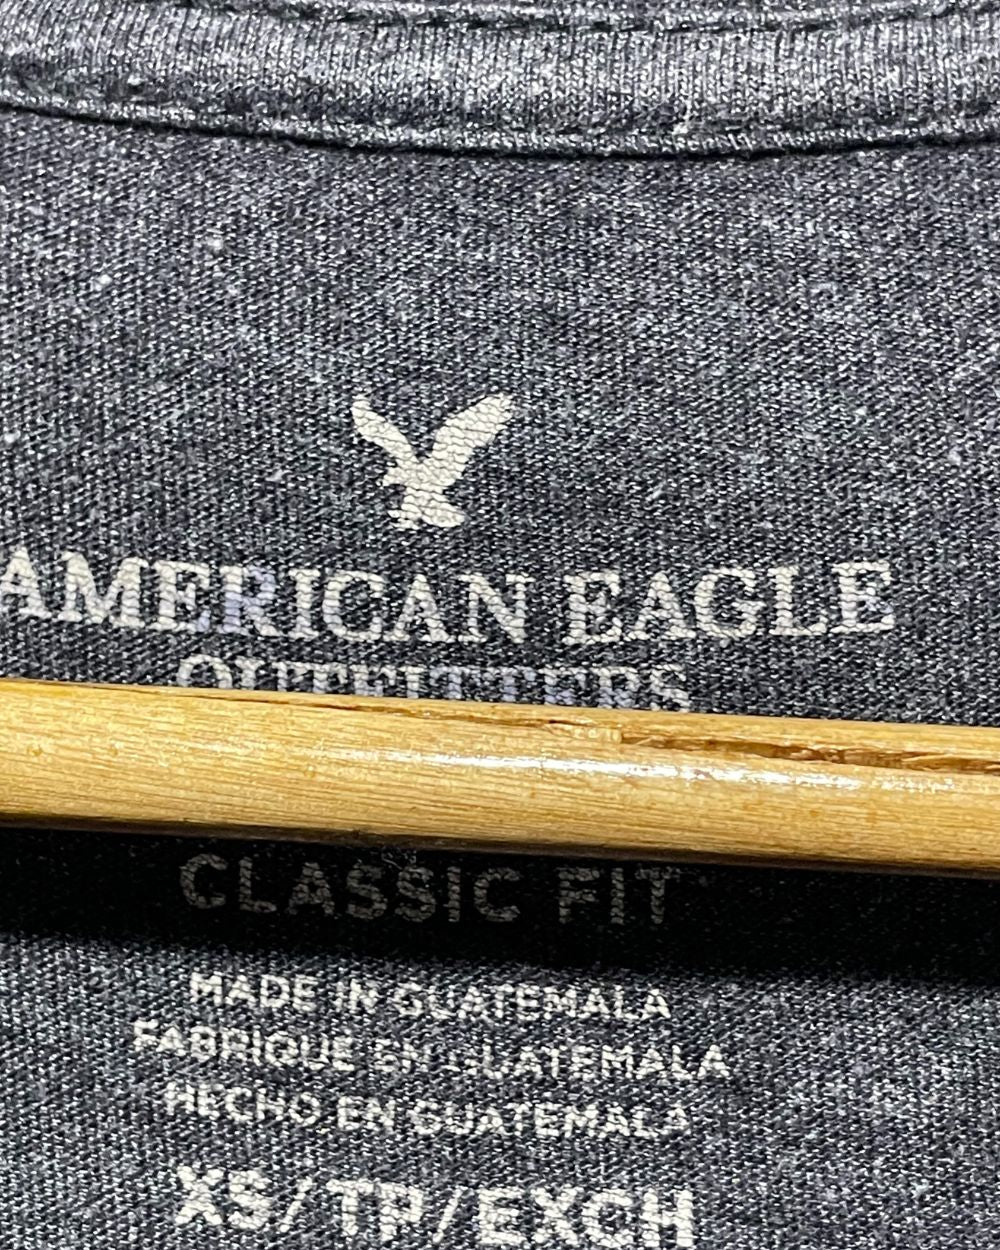 AMERICAN EAGLE
OUTFITTERS
CLASSIC FIT
MADE IN GUATEMALA
FABRIQUE EN GUATEMALA
HECHO EN GUATEMALA
XS/TP/EXCH